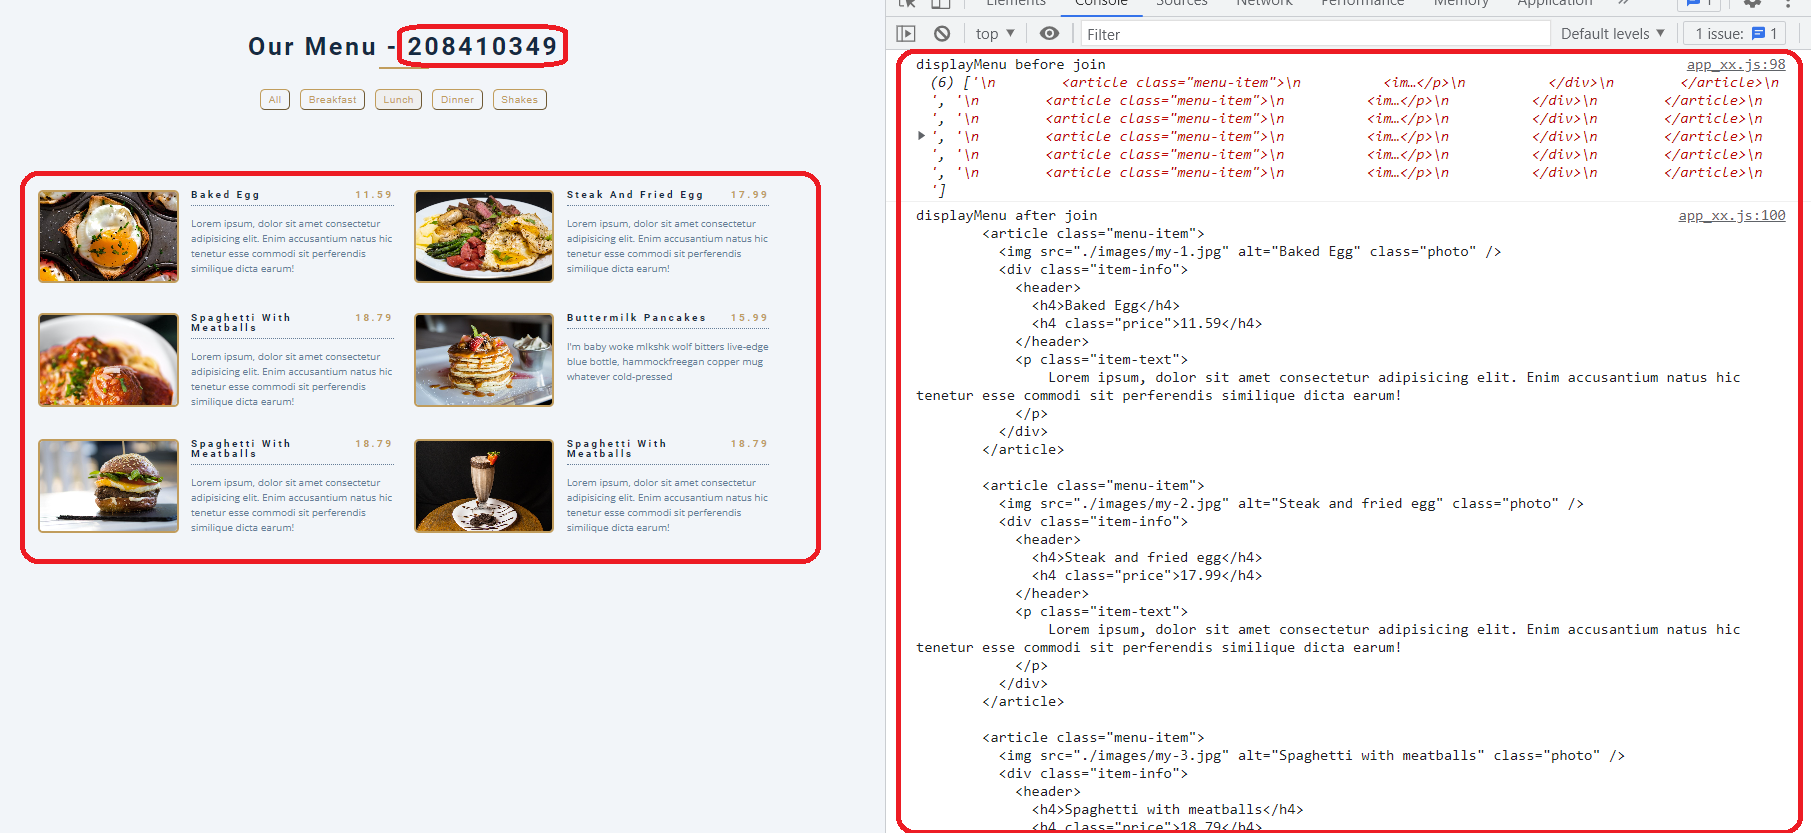 Our Menu - 208410349
All
Breakfast
Lunch
Dinner
Shakes
Baked Egg 11.59
Lorem ipsum, dolor sit amet consectetur
adipisicing elit. Enim accusantium natus hic
tenetur esse commodi sit perferendis
similique dicta earum!
Steak And Fried Egg 17.99
Lorem ipsum, dolor sit amet consectetur
adipisicing elit. Enim accusantium natus hic
tenetur esse commodi sit perferendis
similique dicta earum!
Spaghetti With
Meatballs
18.79
Lorem ipsum, dolor sit amet consectetur
adipisicing elit. Enim accusantium natus hic
tenetur esse commodi sit perferendis
similique dicta earum!
Buttermilk Pancakes 15.99
I'm baby woke mlkshk wolf bitters live-edge
blue bottle, hammockfreegan copper mug
whatever cold-pressed
Spaghetti With
Meatballs
18.79
Lorem ipsum, dolor sit amet consectetur
adipisicing elit. Enim accusantium natus hic
tenetur esse commodi sit perferendis
similique dicta earum!
Spaghetti With
Meatballs
18.79
Lorem ipsum, dolor sit amet consectetur
adipisicing elit. Enim accusantium natus hic
tenetur esse commodi sit perferendis
similique dicta earum!
Elements Console Sources Network Performance Memory Application » 1
top ▼ Filter Default levels ▼ 1 issue: 1
displayMenu before join app_xx.js:98
(6) ['\n <article class="menu-item">\n <im…</p>\n </div>\n </article>\n
', '\n <article class="menu-item">\n <im…</p>\n </div>\n </article>\n
', '\n <article class="menu-item">\n <im…</p>\n </div>\n </article>\n
▶ ', '\n <article class="menu-item">\n <im…</p>\n </div>\n </article>\n
', '\n <article class="menu-item">\n <im…</p>\n </div>\n </article>\n
', '\n <article class="menu-item">\n <im…</p>\n </div>\n </article>\n
']
displayMenu after join app_xx.js:100
<article class="menu-item">
<img src="./images/my-1.jpg" alt="Baked Egg" class="photo" />
<div class="item-info">
<header>
<h4>Baked Egg</h4>
<h4 class="price">11.59</h4>
</header>
<p class="item-text">
Lorem ipsum, dolor sit amet consectetur adipisicing elit. Enim accusantium natus hic
tenetur esse commodi sit perferendis similique dicta earum!
</p>
</div>
</article>
<article class="menu-item">
<img src="./images/my-2.jpg" alt="Steak and fried egg" class="photo" />
<div class="item-info">
<header>
<h4>Steak and fried egg</h4>
<h4 class="price">17.99</h4>
</header>
<p class="item-text">
Lorem ipsum, dolor sit amet consectetur adipisicing elit. Enim accusantium natus hic
tenetur esse commodi sit perferendis similique dicta earum!
</p>
</div>
</article>
<article class="menu-item">
<img src="./images/my-3.jpg" alt="Spaghetti with meatballs" class="photo" />
<div class="item-info">
<header>
<h4>Spaghetti with meatballs</h4>
<h4 class="price">18.79</h4>